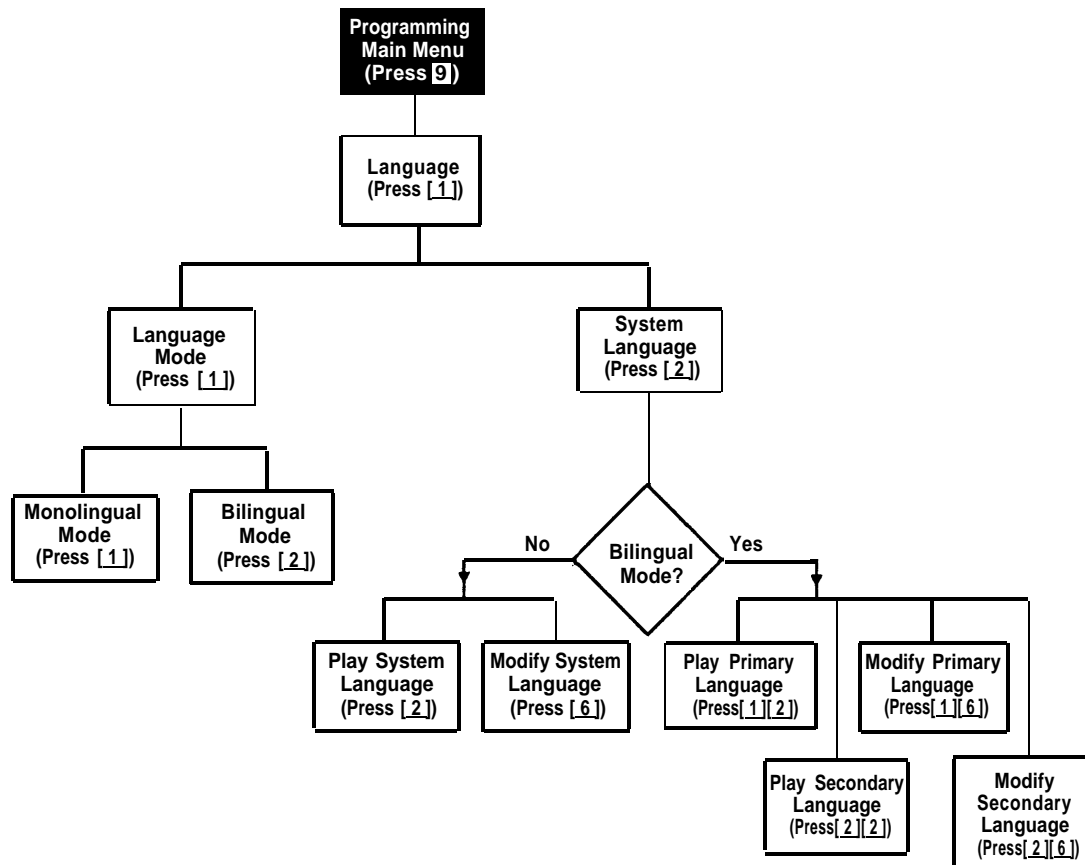 Programming
Main Menu
(Press 9)
Language
(Press [ 1 ])
Language
Mode
(Press [ 1 ])
System
Language
(Press [ 2 ])
Monolingual
Mode
(Press [ 1 ])
Bilingual
Mode
(Press [ 2 ])
No
Bilingual
Mode?
Yes
Play System
Language
(Press [ 2 ])
Modify System
Language
(Press [ 6 ])
Play Primary
Language
(Press[ 1 ][ 2 ])
Modify Primary
Language
(Press[ 1 ][ 6 ])
Play Secondary
Language
(Press[ 2 ][ 2 ])
Modify
Secondary
Language
(Press[ 2 ][ 6 ])